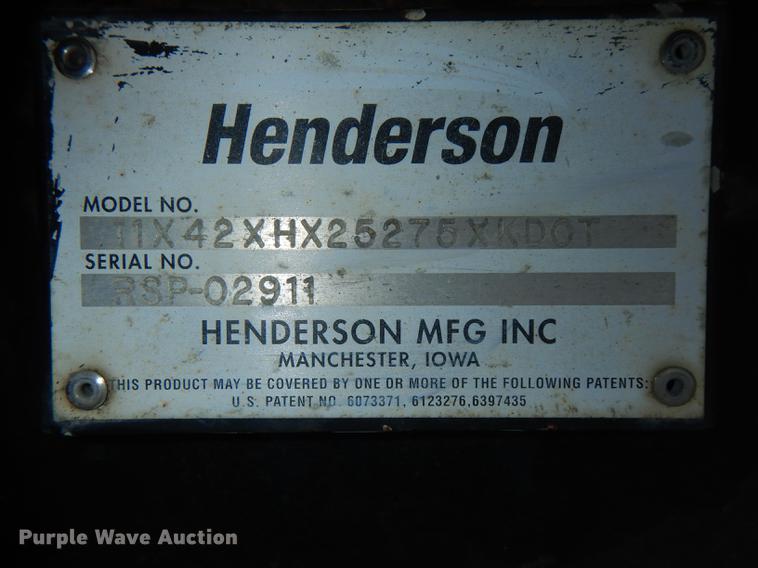 Henderson
MODEL NO.
11X42XHX25275XKDOT
SERIAL NO.
RSP-02911
HENDERSON MFG INC
MANCHESTER, IOWA
THIS PRODUCT MAY BE COVERED BY ONE OR MORE OF THE FOLLOWING PATENTS:
U.S. PATENT NO. 6073371, 6123276,6397435
Purple Wave Auction